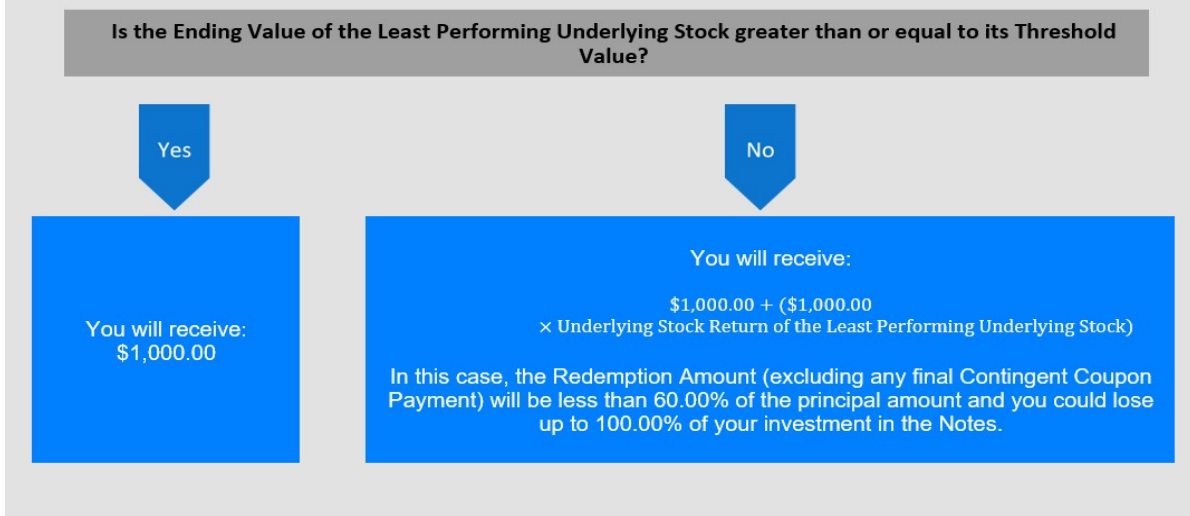 Is the Ending Value of the Least Performing Underlying Stock greater than or equal to its Threshold
Value?
Yes
No
You will receive:
$1,000.00
You will receive:
$1,000.00 + ($1,000.00
× Underlying Stock Return of the Least Performing Underlying Stock)
In this case, the Redemption Amount (excluding any final Contingent Coupon
Payment) will be less than 60.00% of the principal amount and you could lose
up to 100.00% of your investment in the Notes.